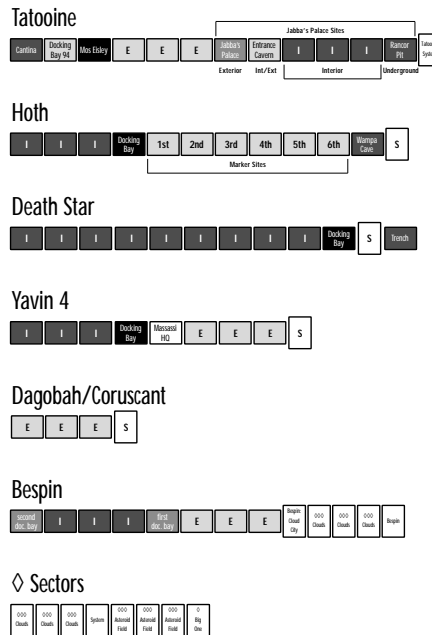 Tatooine
Jabba's Palace Sites
Cantina
Docking
Bay 94
Mos Eisley
E
E
E
Jabba's
Palace
Entrance
Cavern
I
I
I
Rancor
Pit
Exterior
Int/Ext
Interior
Underground
Hoth
I
I
I
Docking
Bay
1st
2nd
3rd
4th
5th
6th
Wampa
Cave
S
Marker Sites
Death Star
I
I
I
I
I
I
I
I
I
Docking
Bay
S
Trench
Yavin 4
I
I
I
Docking
Bay
Massassi
HQ
E
E
E
S
Dagobah/Coruscant
E
E
E
S
Bespin
second
doc. bay
I
I
I
first
doc. bay
E
E
E
Bespin:
Cloud
City
◊◊◊
Clouds
◊◊◊
Clouds
◊◊◊
Clouds
Bespin
◊ Sectors
◊◊◊
Clouds
◊◊◊
Clouds
◊◊◊
Clouds
System
◊◊◊
Asteroid
Field
◊◊◊
Asteroid
Field
◊◊◊
Asteroid
Field
◊
Big
One